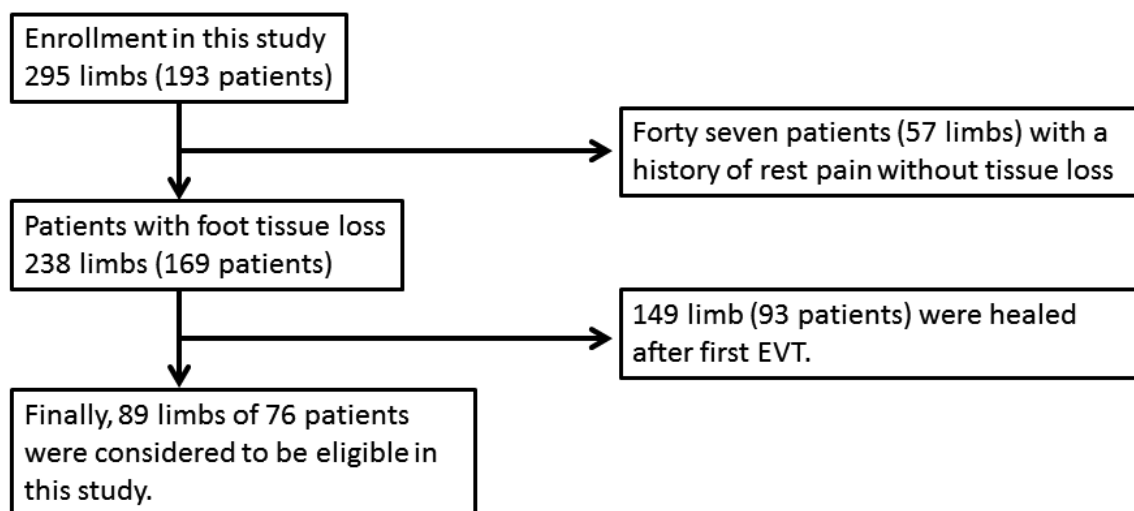 Enrollment in this study
295 limbs (193 patients)
Forty seven patients (57 limbs) with a
history of rest pain without tissue loss
Patients with foot tissue loss
238 limbs (169 patients)
149 limb (93 patients) were healed
after first EVT.
Finally, 89 limbs of 76 patients
were considered to be eligible in
this study.